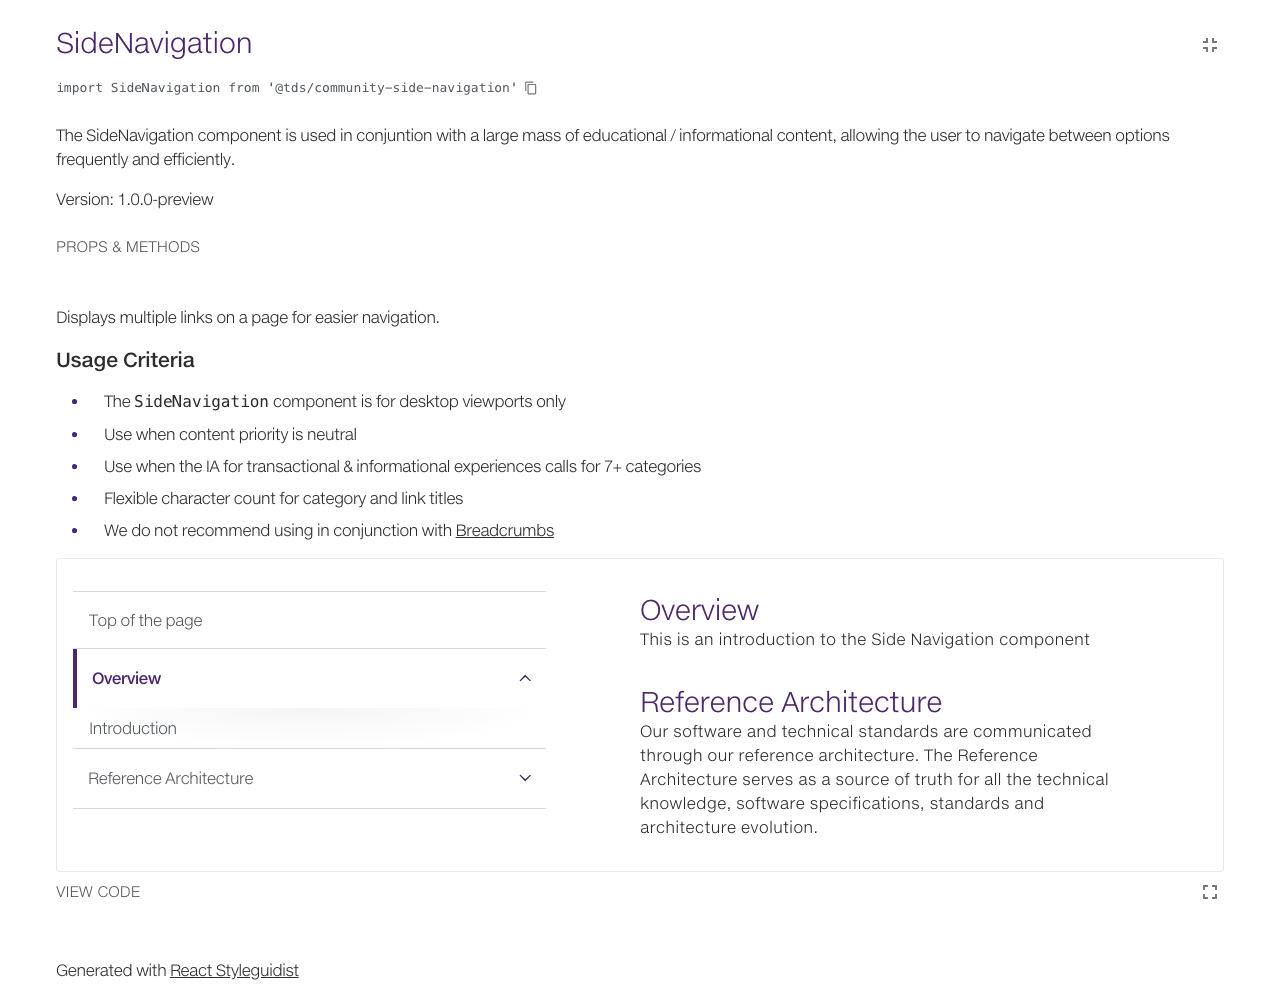 SideNavigation
import SideNavigation from '@tds/community-side-navigation'
The SideNavigation component is used in conjuntion with a large mass of educational / informational content, allowing the user to navigate between options
frequently and efficiently.
Version: 1.0.0-preview
PROPS & METHODS
Displays multiple links on a page for easier navigation.
Usage Criteria
The SideNavigation component is for desktop viewports only
Use when content priority is neutral
Use when the IA for transactional & informational experiences calls for 7+ categories
Flexible character count for category and link titles
We do not recommend using in conjunction with Breadcrumbs
Top of the page
Overview
Introduction
Reference Architecture
Overview
This is an introduction to the Side Navigation component
Reference Architecture
Our software and technical standards are communicated
through our reference architecture. The Reference
Architecture serves as a source of truth for all the technical
knowledge, software specifications, standards and
architecture evolution.
VIEW CODE
Generated with React Styleguidist